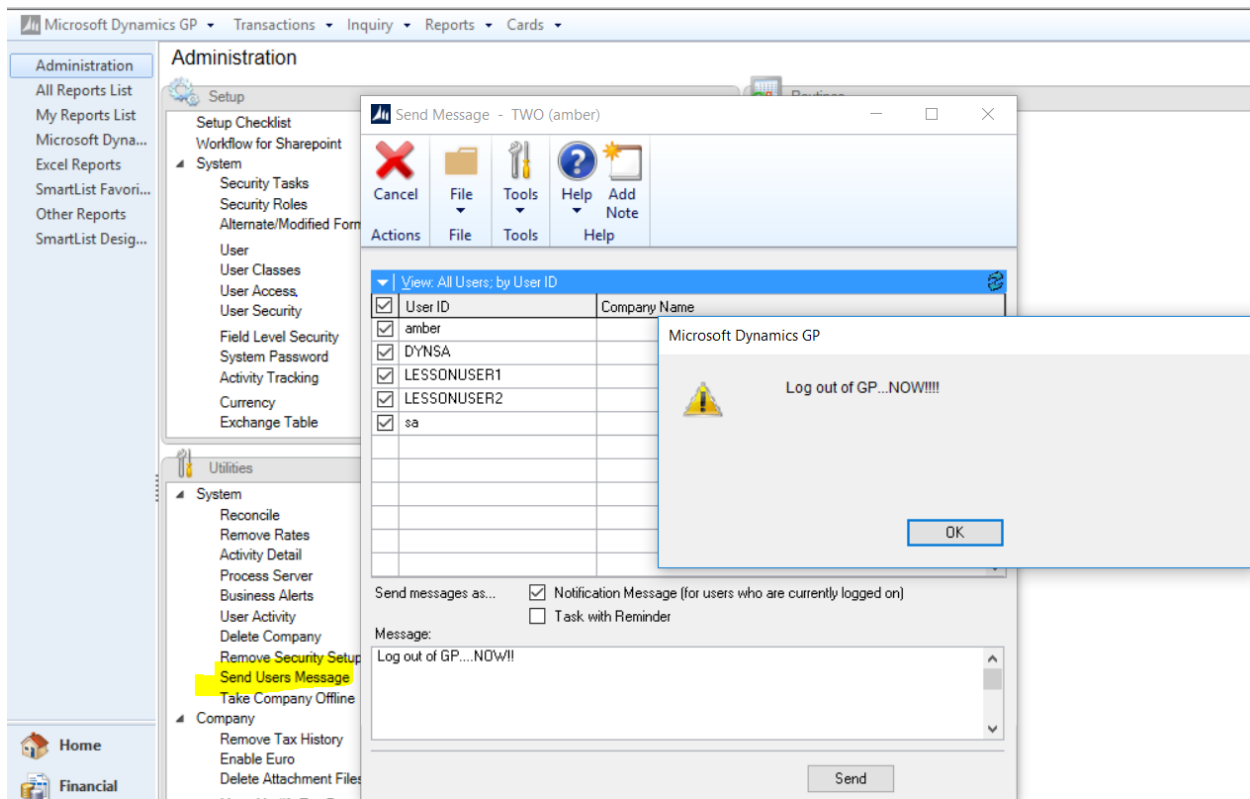 Microsoft Dynamics GP Transactions Inquiry Reports Cards
Administration
All Reports List
My Reports List
Microsoft Dyna...
Excel Reports
SmartList Favori...
Other Reports
SmartList Desig...
Home
Financial
Administration
Setup
Setup Checklist
Workflow for Sharepoint
System
Security Tasks
Security Roles
Alternate/Modified Form
User
User Classes
User Access
User Security
Field Level Security
System Password
Activity Tracking
Currency
Exchange Table
Utilities
System
Reconcile
Remove Rates
Activity Detail
Process Server
Business Alerts
User Activity
Delete Company
Remove Security Setup
Send Users Message
Take Company Offline
Company
Remove Tax History
Enable Euro
Delete Attachment Files
Send Message - TWO (amber)
Cancel File Tools Help Add Note
Actions File Tools Help
View: All Users; by User ID
User ID Company Name
amber
DYNSA
LESSONUSER1
LESSONUSER2
sa
Send messages as... Notification Message (for users who are currently logged on)
Task with Reminder
Message:
Log out of GP....NOW!!
Send
Microsoft Dynamics GP
Log out of GP...NOW!!!!
OK